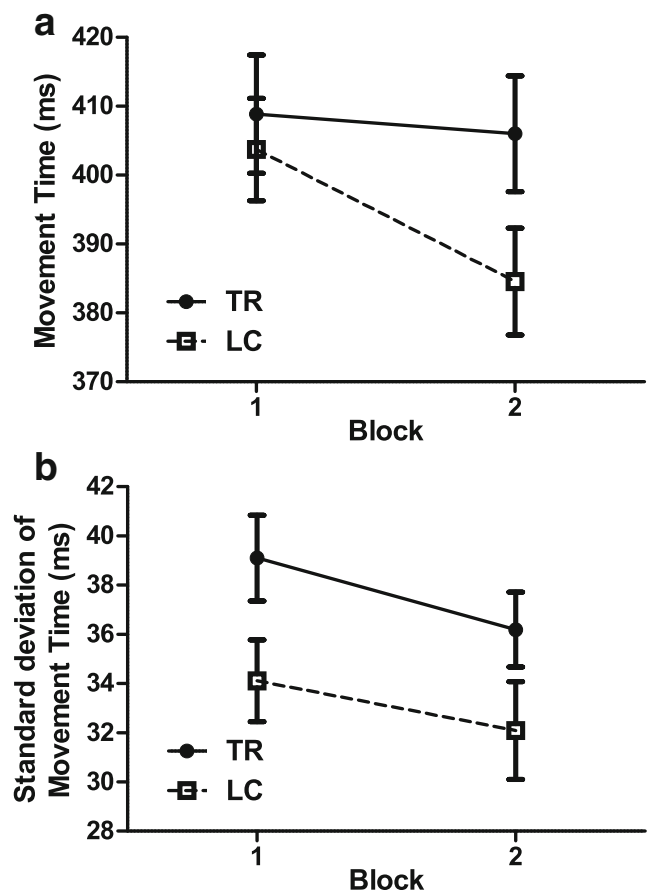 a
Movement Time (ms)
420
410
400
390
380
370
TR
LC
1 2
Block
b
Standard deviation of
Movement Time (ms)
42
40
38
36
34
32
30
28
TR
LC
1 2
Block